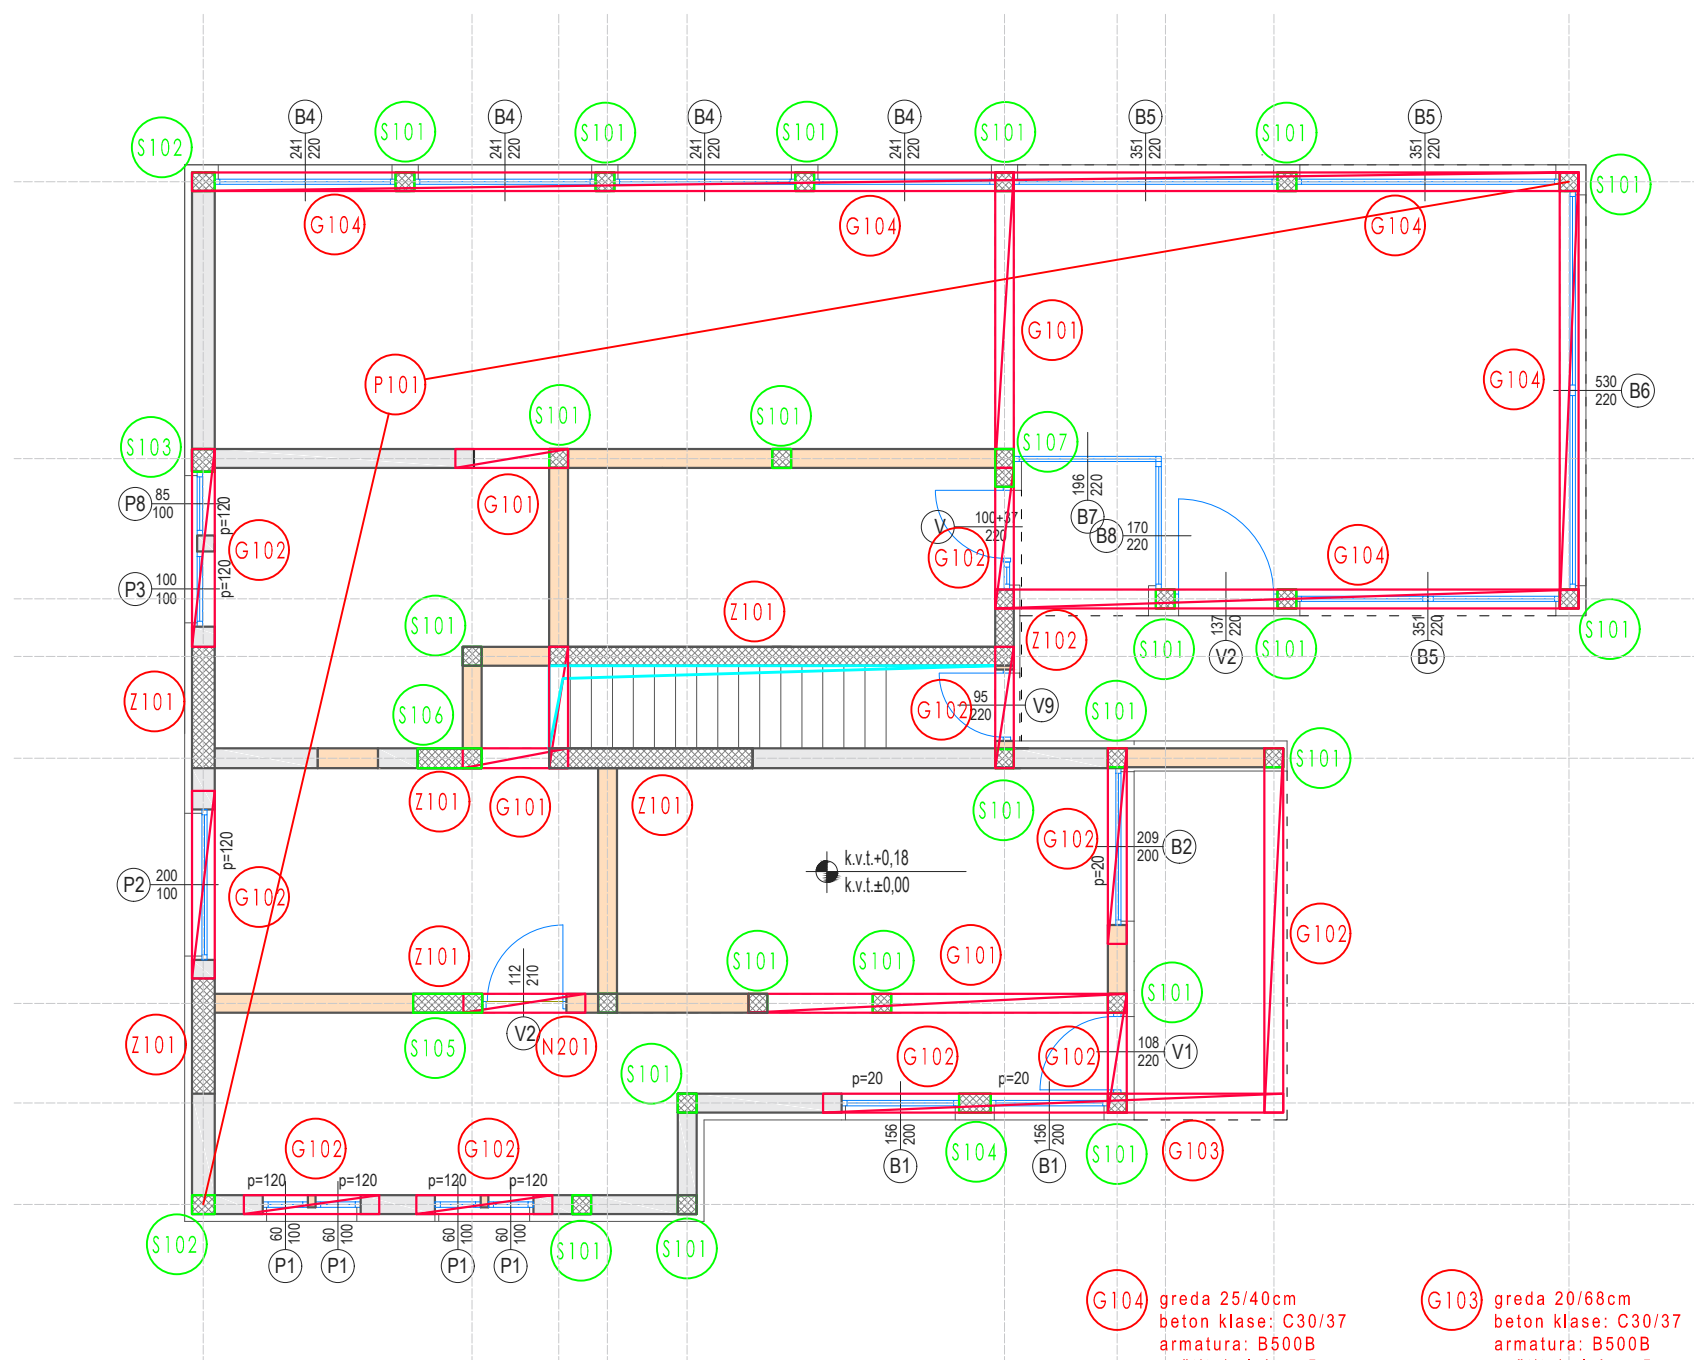 B4
B4
B4
B4
B5
B5
S102
S101
S101
S101
S101
S101
241
220
241
220
241
220
241
220
351
220
351
220
S101
G104
G104
G104
G101
P101
G104
530
220
B6
S103
S101
S101
S107
P8
85
100
p=120
G101
196
220
B7
V
100+37
220
B8
170
220
G102
G102
G104
P3
100
100
p=120
S101
Z101
Z102
S101
137
220
V2
S101
351
220
B5
S101
Z101
S106
G102
95
220
V9
S101
S101
Z101
G101
Z101
S101
G102
209
200
B2
p=20
P2
200
100
p=120
G102
k.v.t.+0,18
k.v.t.±0,00
G102
Z101
112
210
S101
S101
G101
S101
Z101
S105
V2
N201
S101
G102
G102
108
220
V1
p=20
p=20
G102
G102
156
200
B1
S104
156
200
B1
S101
G103
p=120
p=120
p=120
p=120
60
100
60
100
60
100
60
100
S102
P1
P1
P1
P1
S101
S101
G104
greda 25/40cm
beton klase: C30/37
armatura: B500B
G103
greda 20/68cm
beton klase: C30/37
armatura: B500B